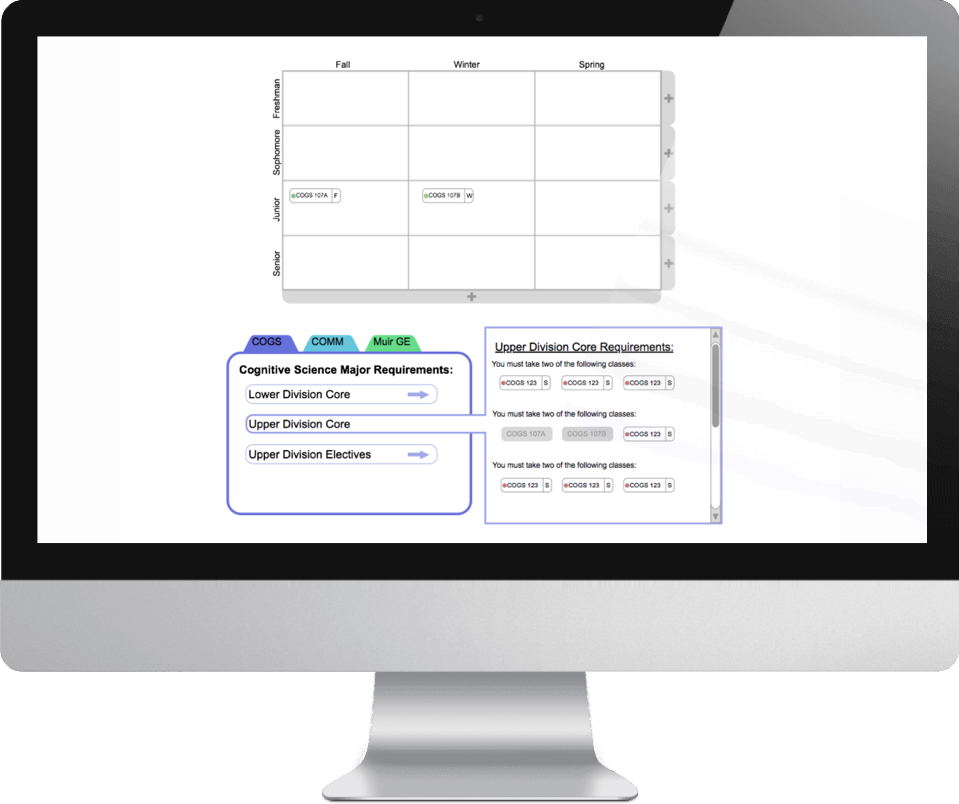 Fall Winter Spring
Freshman
Sophomore
Junior
COGS 107A F COGS 107B W
Senior
COGS COMM Muir GE
Cognitive Science Major Requirements:
Lower Division Core
Upper Division Core
Upper Division Electives
Upper Division Core Requirements:
You must take two of the following classes:
COGS 123 S COGS 123 S COGS 123 S
You must take two of the following classes:
COGS 107A COGS 107B COGS 123 S
You must take two of the following classes:
COGS 123 S COGS 123 S COGS 123 S